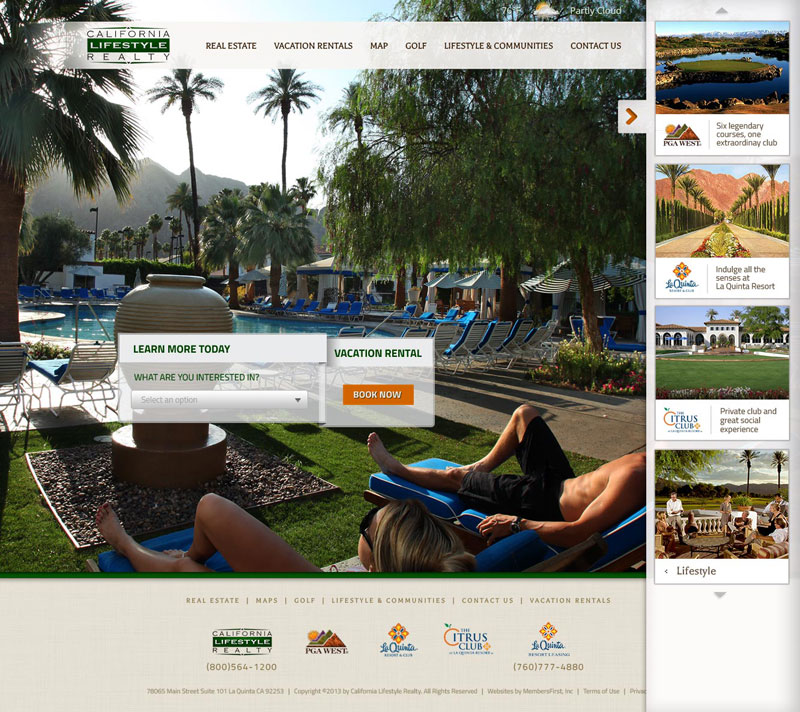 Partly Cloud
CALIFORNIA
LIFESTYLE
REALTY
REAL ESTATE VACATION RENTALS MAP GOLF LIFESTYLE & COMMUNITIES CONTACT US
PGA WEST
Six legendary
courses, one
extraordinay club
La Quinta
RESORT & CLUB
Indulge all the
senses at
La Quinta Resort
LEARN MORE TODAY
WHAT ARE YOU INTERESTED IN?
Select an option
VACATION RENTAL
BOOK NOW
THE
CITRUS
CLUB
AT LA QUINTA RESORT
Private club and
great social
experience
‹ Lifestyle
REAL ESTATE | MAPS | GOLF | LIFESTYLE & COMMUNITIES | CONTACT US | VACATION RENTALS
CALIFORNIA
LIFESTYLE
REALTY
PGA WEST
La Quinta
RESORT & CLUB
THE
CITRUS
CLUB
AT LA QUINTA RESORT
La Quinta
RESORT LEASING
(800)564-1200
(760)777-4880
78065 Main Street Suite 101 La Quinta CA 92253 | Copyright ©2013 by California Lifestyle Realty, All Rights Reserved | Websites by MembersFirst, Inc | Terms of Use | Privac